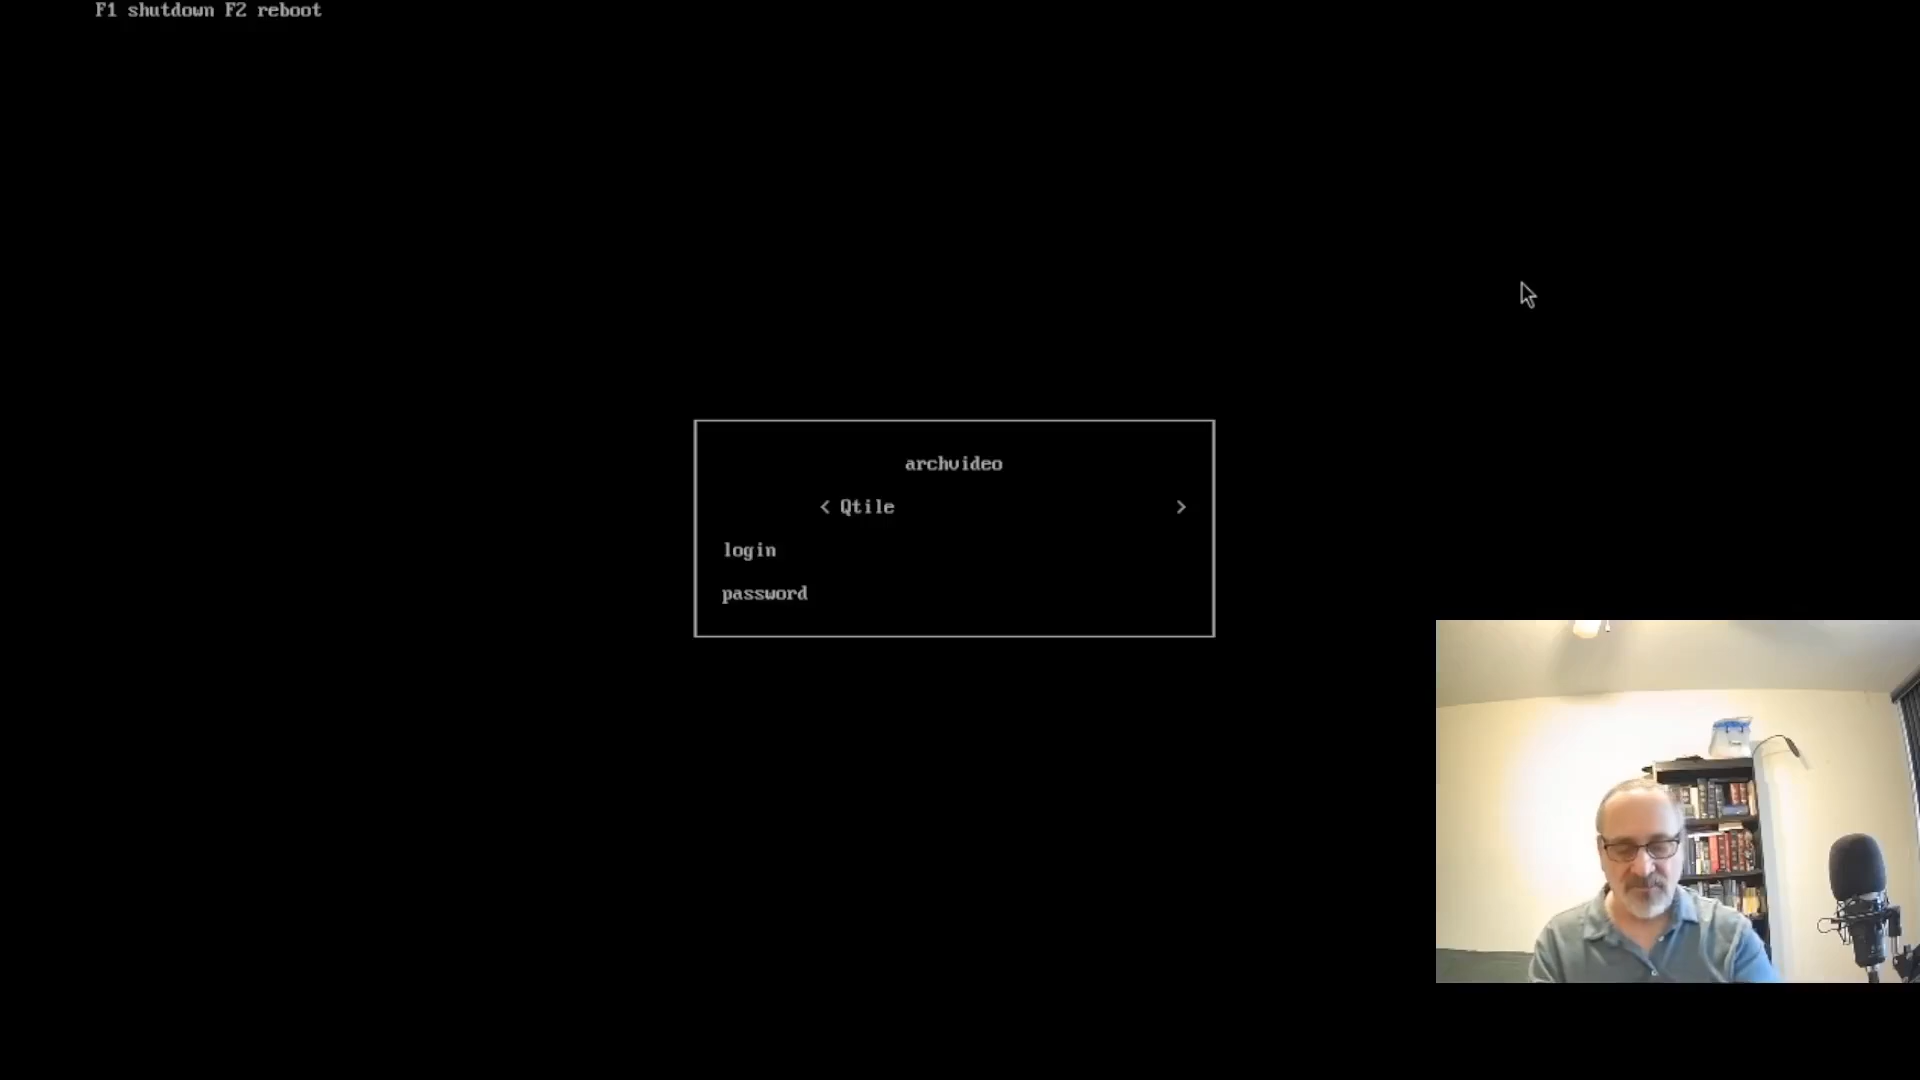 F1 shutdown F2 reboot
archvideo
< Qtile >
login
password